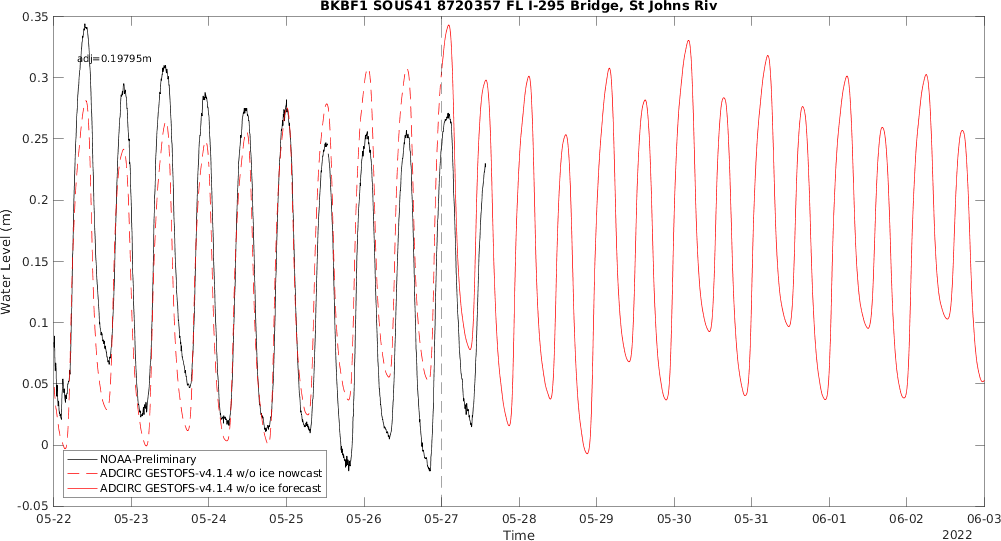 BKBF1 SOUS41 8720357 FL I-295 Bridge, St Johns Riv
0.35
adj=0.19795m
0.3
0.25
0.2
0.15
0.1
0.05
0
-0.05
Water Level (m)
NOAA-Preliminary
ADCIRC GESTOFS-v4.1.4 w/o ice nowcast
ADCIRC GESTOFS-v4.1.4 w/o ice forecast
05-22 05-23 05-24 05-25 05-26 05-27 05-28 05-29 05-30 05-31 06-01 06-02 06-03
Time
2022